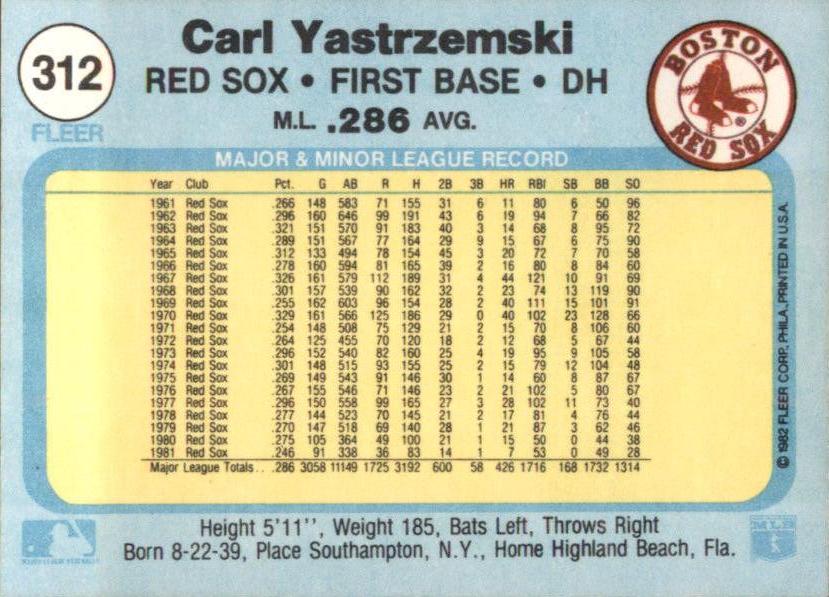 312
FLEER
Carl Yastrzemski
RED SOX • FIRST BASE • DH
M.L. .286 AVG.
BOSTON
RED SOX
®
MAJOR & MINOR LEAGUE RECORD
Year Club Pct. G AB R H 2B 3B HR RBI SB BB SO
1961 Red Sox .266 148 583 71 155 31 6 11 80 6 50 96
1962 Red Sox .296 160 646 99 191 43 6 19 94 7 66 82
1963 Red Sox .321 151 570 91 183 40 3 14 68 8 95 72
1964 Red Sox .289 151 567 77 164 29 9 15 67 6 75 90
1965 Red Sox .312 133 494 78 154 45 3 20 72 7 70 58
1966 Red Sox .278 160 594 81 165 39 2 16 80 8 84 60
1967 Red Sox .326 161 579 112 189 31 4 44 121 10 91 69
1968 Red Sox .301 157 539 90 162 32 2 23 74 13 119 90
1969 Red Sox .255 162 603 96 154 28 2 40 111 15 101 91
1970 Red Sox .329 161 566 125 186 29 0 40 102 23 128 66
1971 Red Sox .254 148 508 75 129 21 2 15 70 8 106 60
1972 Red Sox .264 125 455 70 120 18 2 12 68 5 67 44
1973 Red Sox .296 152 540 82 160 25 4 19 95 9 105 58
1974 Red Sox .301 148 515 93 155 25 2 15 79 12 104 48
1975 Red Sox .269 149 543 91 146 30 1 14 60 8 87 67
1976 Red Sox .267 155 546 71 146 23 2 21 102 5 80 67
1977 Red Sox .296 150 558 99 165 27 3 28 102 11 73 40
1978 Red Sox .277 144 523 70 145 21 2 17 81 4 76 44
1979 Red Sox .270 147 518 69 140 28 1 21 87 3 62 46
1980 Red Sox .275 105 364 49 100 21 1 15 50 0 44 38
1981 Red Sox .246 91 338 36 83 14 1 7 53 0 49 28
Major League Totals . . .286 3058 11149 1725 3192 600 58 426 1716 168 1732 1314
© 1982 FLEER CORP. PHILA., PRINTED IN U.S.A.
Height 5'11'', Weight 185, Bats Left, Throws Right
Born 8-22-39, Place Southampton, N.Y., Home Highland Beach, Fla.